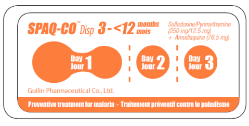 SPAQ-CO™ Disp 3-<12 months
mois
Sulfadoxine/Pyrimethamine
(250 mg/12.5 mg)
+ Amodiaquine (76.5 mg)
Day
Jour 1
Day
Jour 2
Day
Jour 3
Guilin Pharmaceutical Co., Ltd.
Preventive treatment for malaria - Traitement préventif contre le paludisme